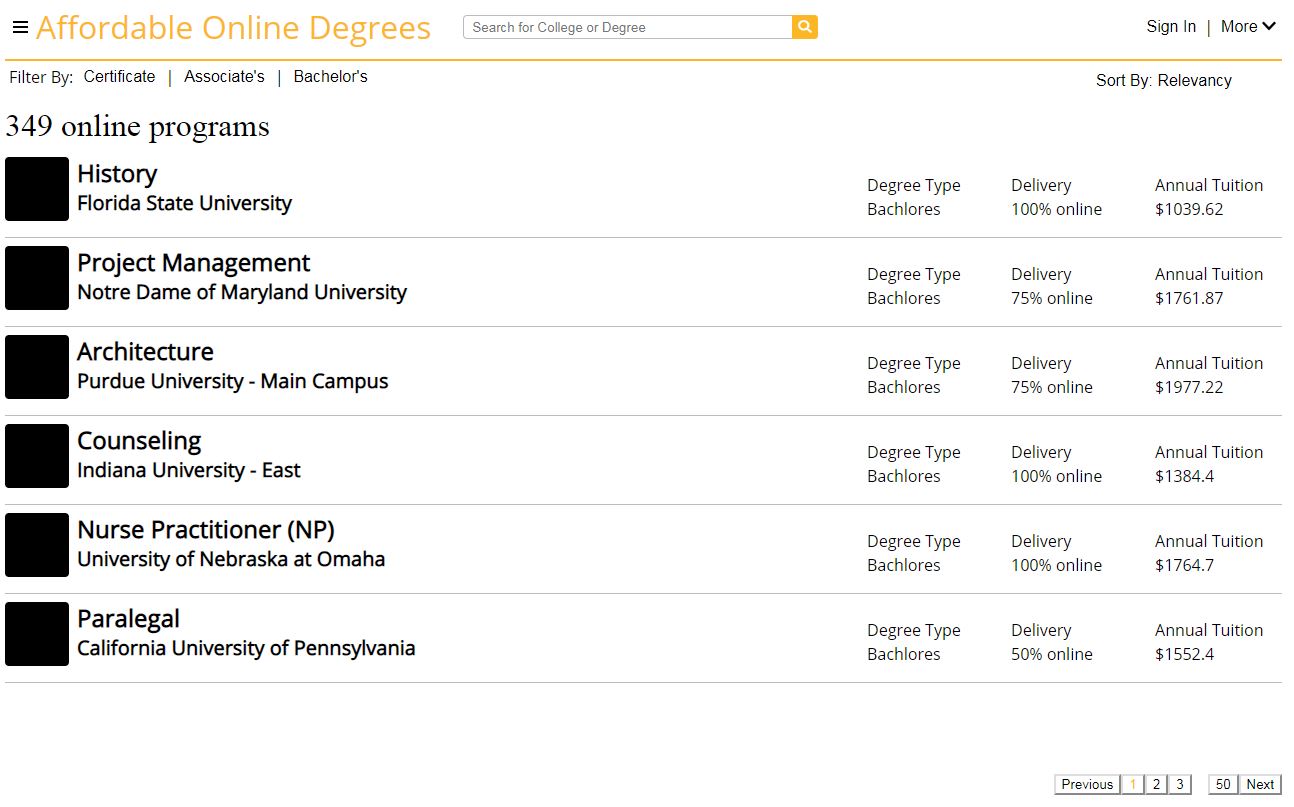 Affordable Online Degrees
Search for College or Degree
Sign In | More
Filter By: Certificate | Associate's | Bachelor's
Sort By: Relevancy
349 online programs
History
Florida State University
Degree Type Delivery Annual Tuition
Bachlores 100% online $1039.62
Project Management
Notre Dame of Maryland University
Degree Type Delivery Annual Tuition
Bachlores 75% online $1761.87
Architecture
Purdue University - Main Campus
Degree Type Delivery Annual Tuition
Bachlores 75% online $1977.22
Counseling
Indiana University - East
Degree Type Delivery Annual Tuition
Bachlores 100% online $1384.4
Nurse Practitioner (NP)
University of Nebraska at Omaha
Degree Type Delivery Annual Tuition
Bachlores 100% online $1764.7
Paralegal
California University of Pennsylvania
Degree Type Delivery Annual Tuition
Bachlores 50% online $1552.4
Previous 1 2 3 50 Next